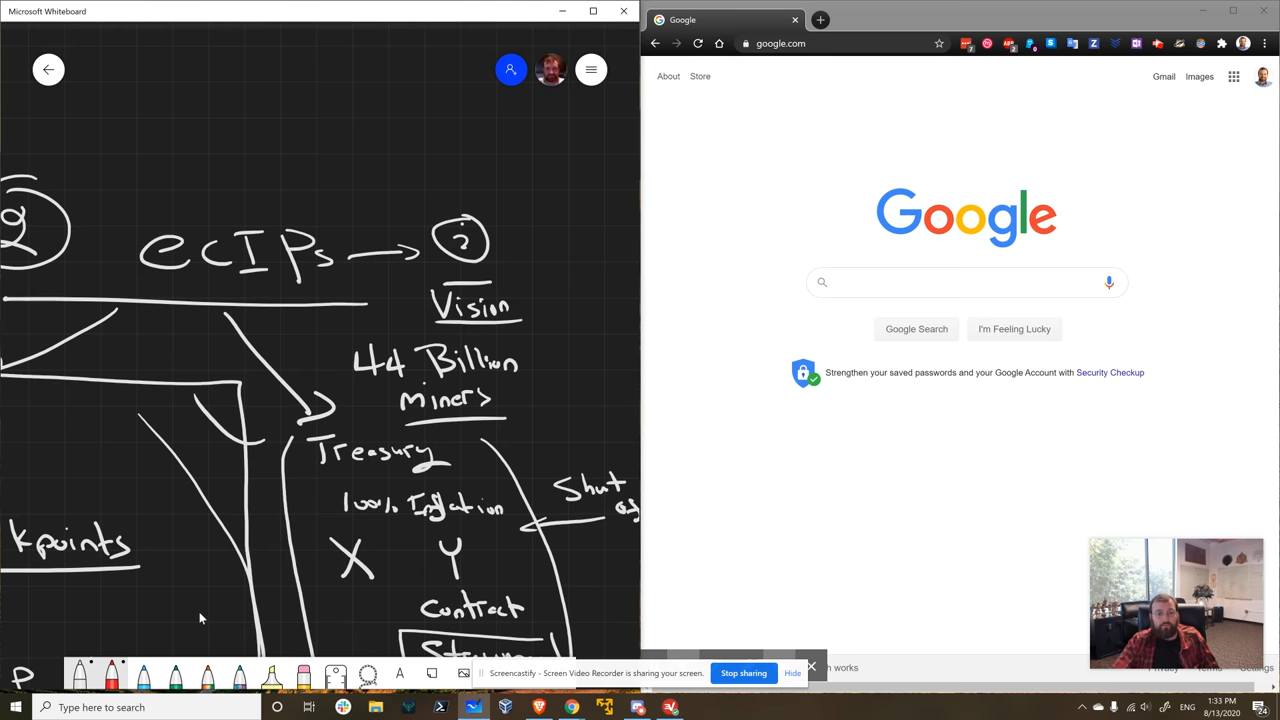 Microsoft Whiteboard
eCIPs
Vision
44 Billion
miners
Treasury
100% Inflation
Shut
X Y
kpoints
Contract
Google
google.com
About Store
Gmail Images
Google
Google Search I'm Feeling Lucky
Strengthen your saved passwords and your Google Account with Security Checkup
Screencastify - Screen Video Recorder is sharing your screen.
Stop sharing
Hide
Type here to search
1:33 PM
8/13/2020